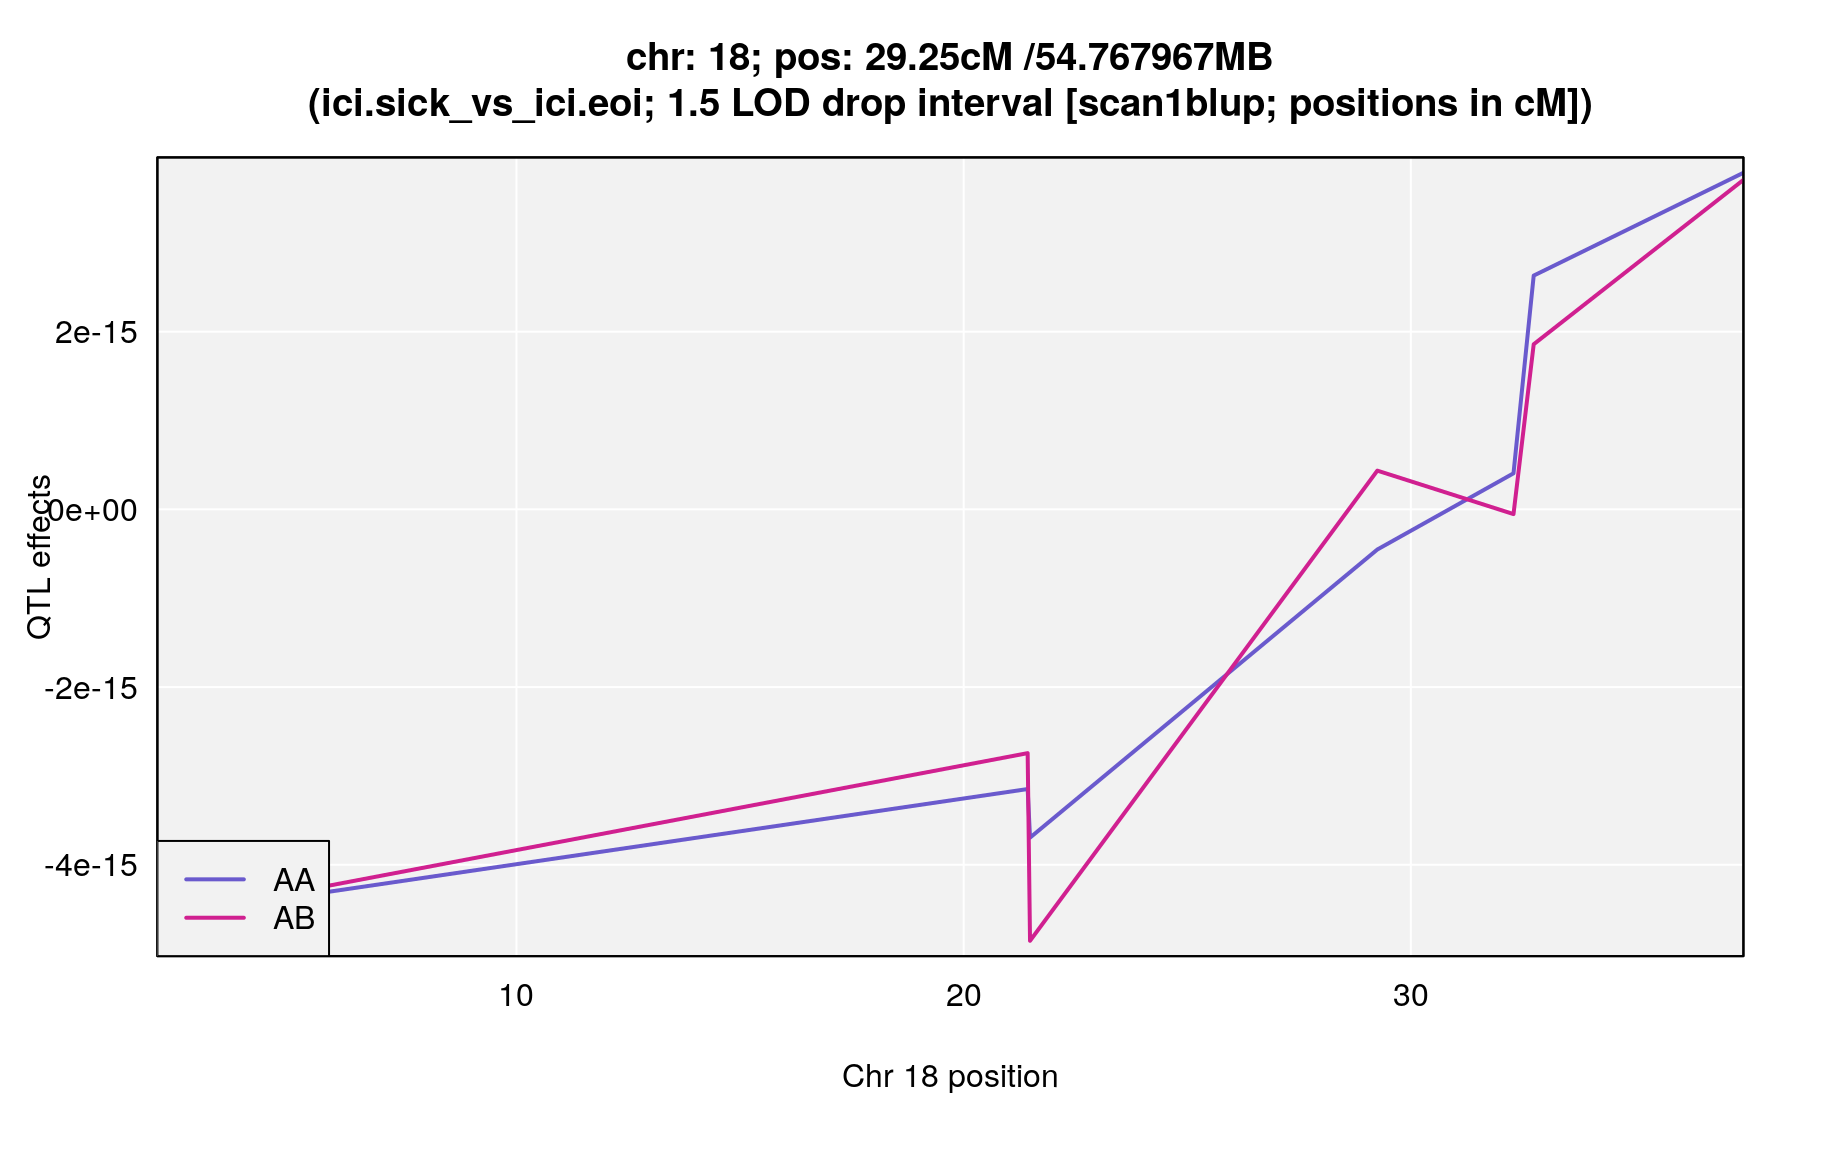 chr: 18; pos: 29.25cM /54.767967MB
(ici.sick_vs_ici.eoi; 1.5 LOD drop interval [scan1blup; positions in cM])
QTL effects
2e-15
0e+00
-2e-15
-4e-15
AA
AB
10 20 30
Chr 18 position